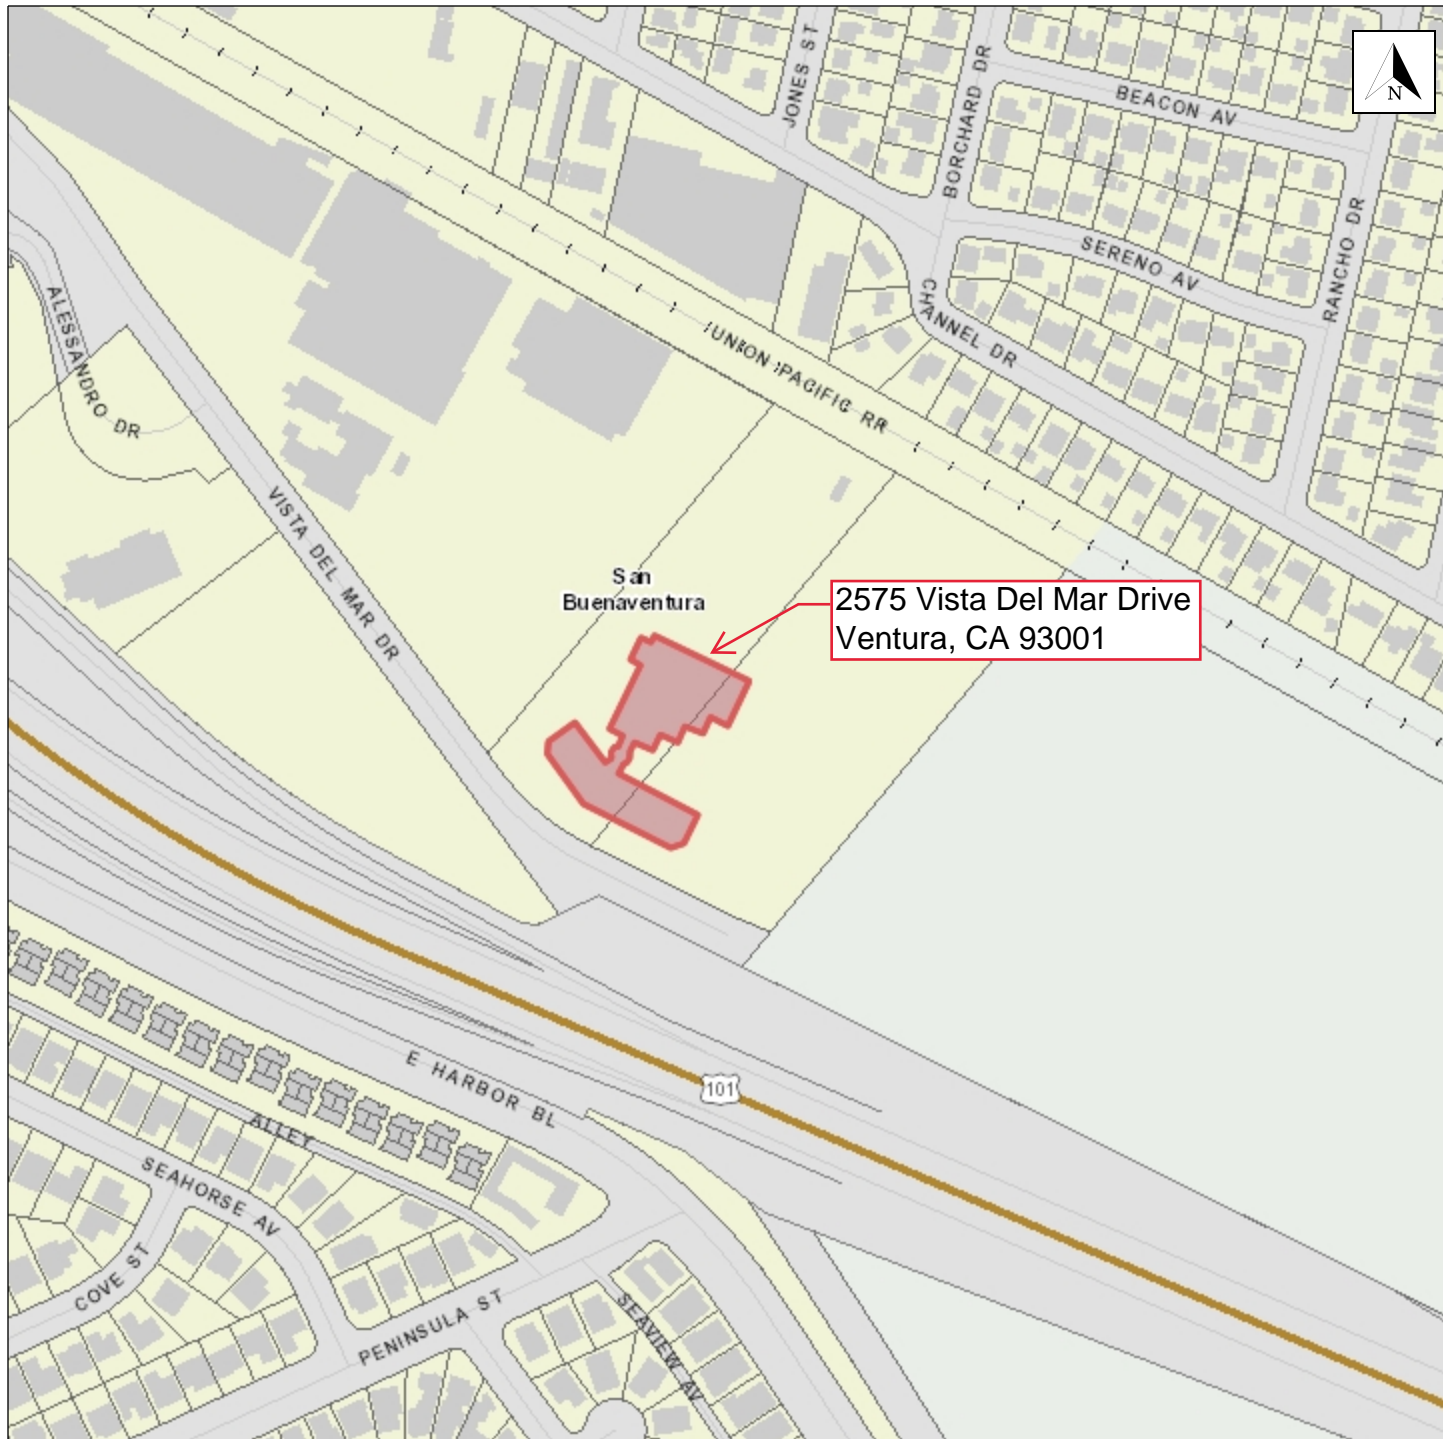 JONES ST
BORCHARD DR
BEACON AV
N
RANCHO DR
SERENO AV
CHANNEL DR
ALESSANDRO DR
UNION PACIFIC RR
VISTA DEL MAR DR
San
Buenaventura
2575 Vista Del Mar Drive
Ventura, CA 93001
101
E HARBOR BL
ALLEY
SEAHORSE AV
COVE ST
PENINSULA ST
SEAVIEW AV